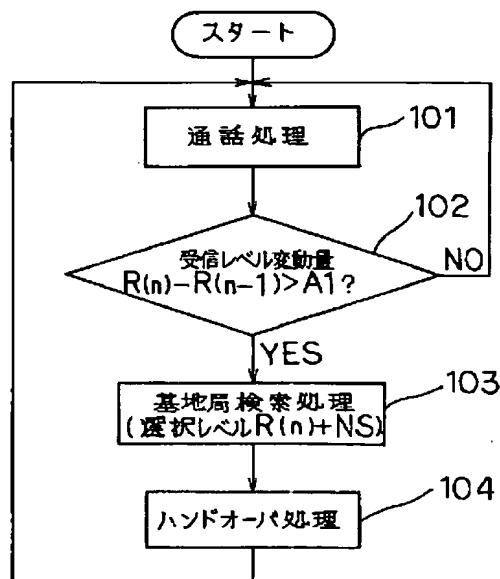 スタート
通話処理
101
102
受信レベル変動量
R(n)−R(n−1)>A1?
NO
YES
103
基地局検索処理
(選択レベルR(n)+NS)
104
ハンドオーバ処理